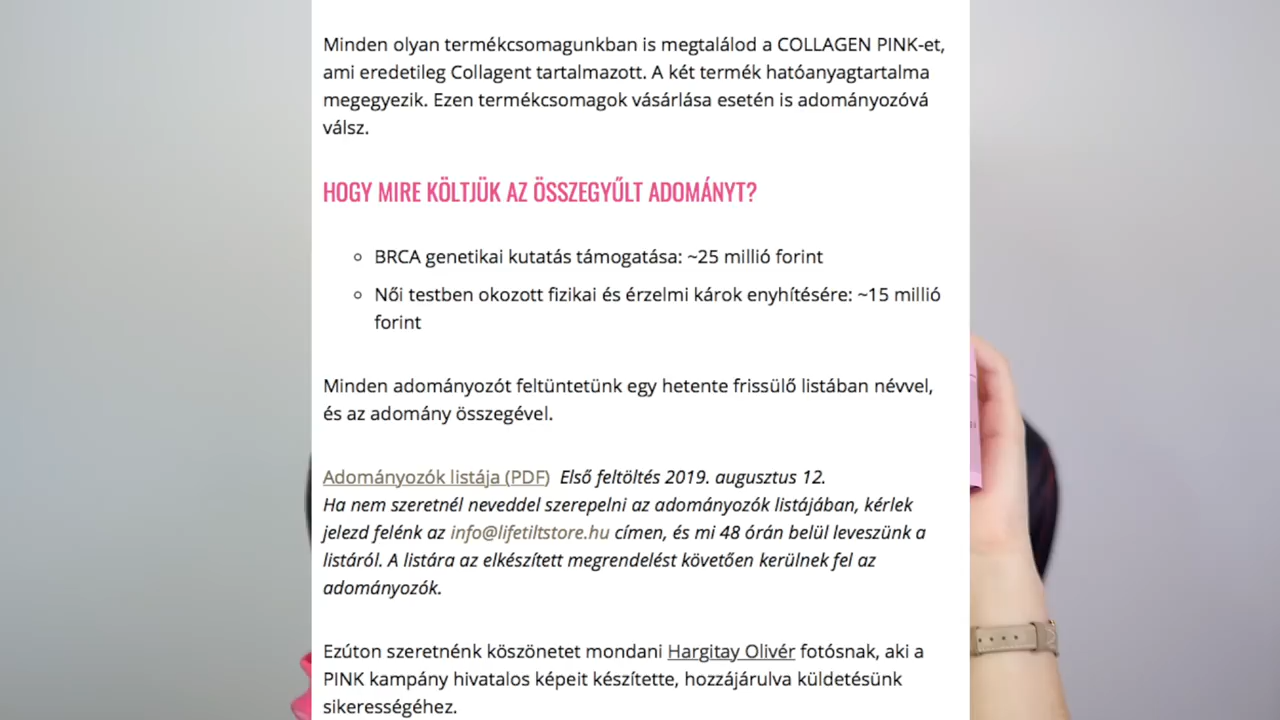 Minden olyan termékcsomagunkban is megtalálod a COLLAGEN PINK-et,
ami eredetileg Collagent tartalmazott. A két termék hatóanyagtartalma
megegyezik. Ezen termékcsomagok vásárlása esetén is adományozóvá
válsz.
HOGY MIRE KÖLTJÜK AZ ÖSSZEGYŰLT ADOMÁNYT?
BRCA genetikai kutatás támogatása: ~25 millió forint
Női testben okozott fizikai és érzelmi károk enyhítésére: ~15 millió
forint
Minden adományozót feltüntetünk egy hetente frissülő listában névvel,
és az adomány összegével.
Adományozók listája (PDF) Első feltöltés 2019. augusztus 12.
Ha nem szeretnél neveddel szerepelni az adományozók listájában, kérlek
jelezd felénk az info@lifetiltstore.hu címen, és mi 48 órán belül leveszünk a
listáról. A listára az elkészített megrendelést követően kerülnek fel az
adományozók.
Ezúton szeretnénk köszönetet mondani Hargitay Olivér fotósnak, aki a
PINK kampány hivatalos képeit készítette, hozzájárulva küldetésünk
sikerességéhez.